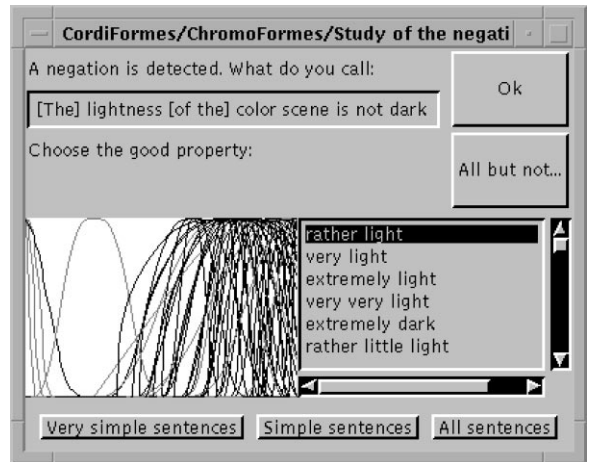 CordiFormes/ChromoFormes/Study of the negati
A negation is detected. What do you call:
[The] lightness [of the] color scene is not dark
Ok
Choose the good property:
All but not...
rather light
very light
extremely light
very very light
extremely dark
rather little light
Very simple sentences
Simple sentences
All sentences